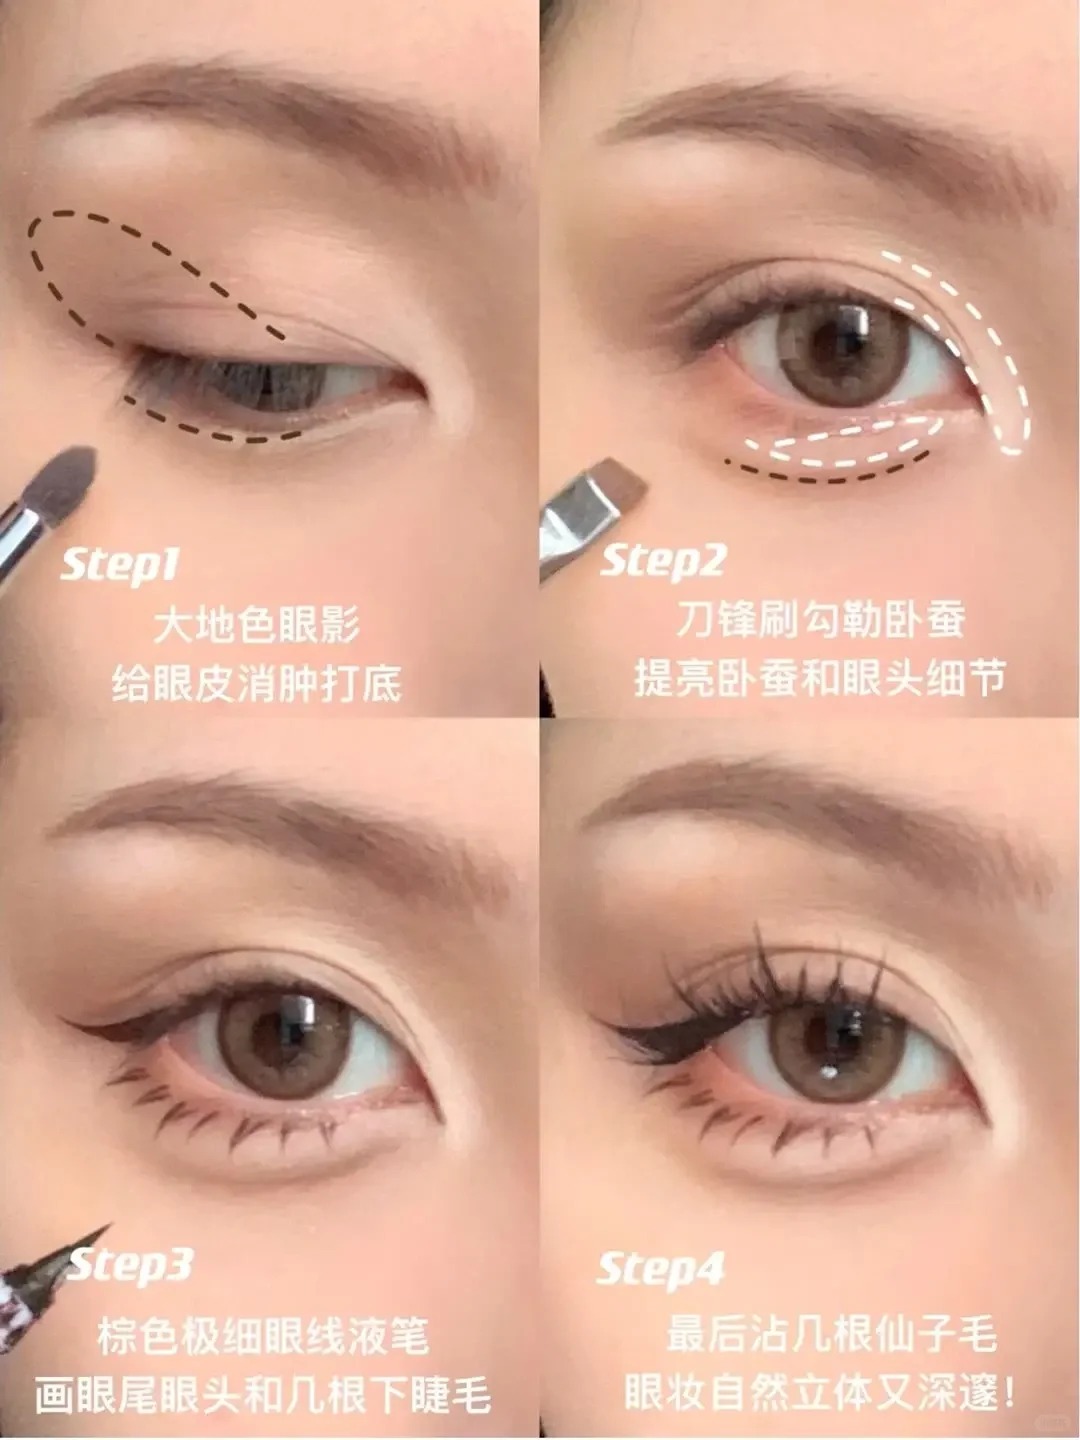 Step1
大地色眼影
给眼皮消肿打底
Step2
刀锋刷勾勒卧蚕
提亮卧蚕和眼头细节
Step3
棕色极细眼线液笔
画眼尾眼头和几根下睫毛
Step4
最后沾几根仙子毛
眼妆自然立体又深邃!